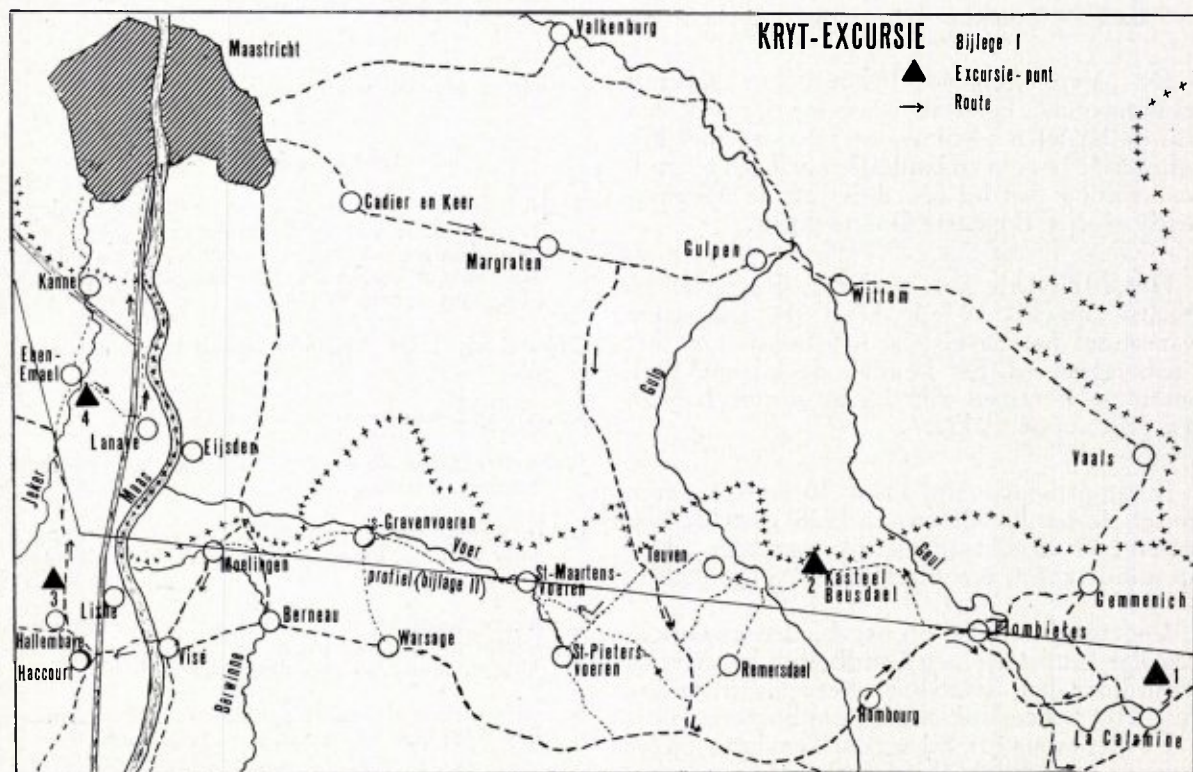 KRYT-EXCURSIE Bijlege I
Excursie-punt
Route
Maastricht
Valkenburg
Cadier en Keer
Margraten
Gulpen
Wittem
Kanne
Eben-
Emael
4
Lanaye
Eijsden
Jeker
Maas
Gulp
Vaals
's-Gravenvoeren
Voer
Moelingen
profiel (bijlage II)
St-Maartens-
voeren
Teuven
2
Kasteel
Beusdael
Geul
Gemmenich
3
Lishe
Hallembaye
Haccourt
Visé
Berneau
Berwinne
Warsage
St-Pieters
voeren
Remersdael
Plombieres
Hombourg
1
La Calamine